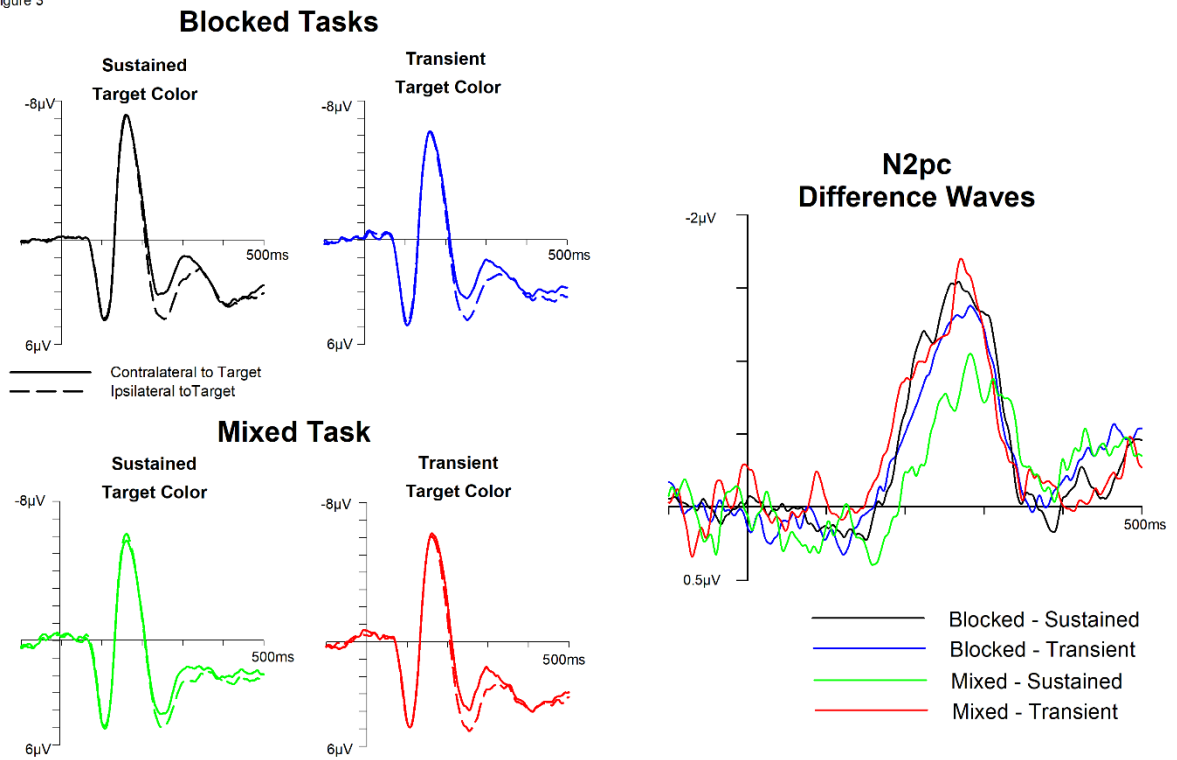 Figure 3
Blocked Tasks
Sustained
Target Color
-8µV
500ms
6µV
Transient
Target Color
-8µV
500ms
6µV
Contralateral to Target
Ipsilateral toTarget
Mixed Task
Sustained
Target Color
-8µV
500ms
6µV
Transient
Target Color
-8µV
500ms
6µV
N2pc
Difference Waves
-2µV
500ms
0.5µV
Blocked - Sustained
Blocked - Transient
Mixed - Sustained
Mixed - Transient